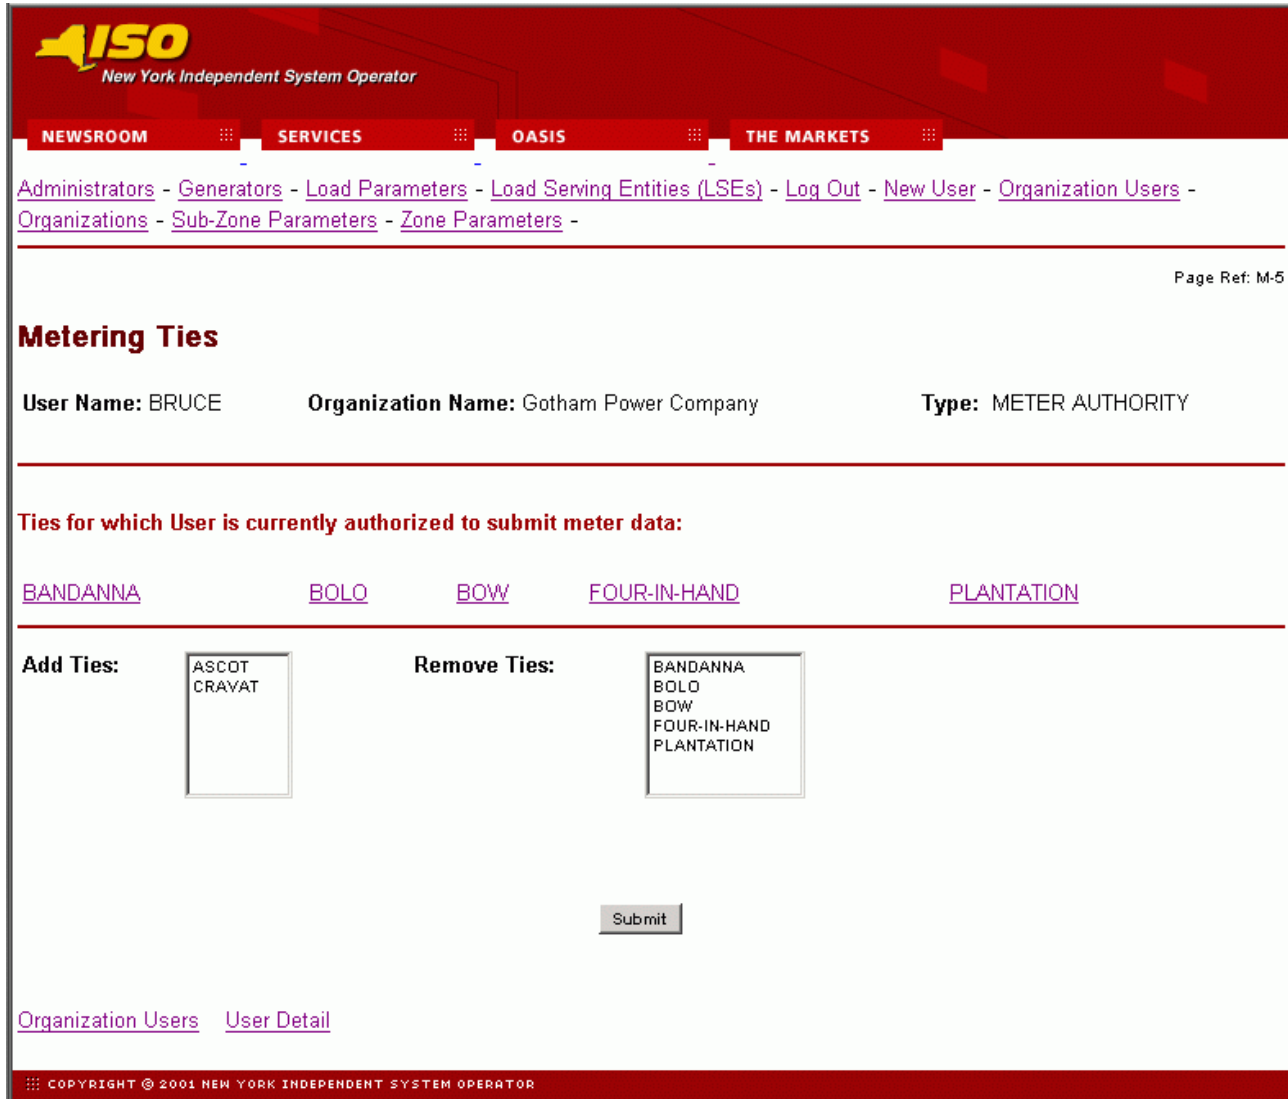 ISO
New York Independent System Operator
NEWSROOM SERVICES OASIS THE MARKETS
Administrators - Generators - Load Parameters - Load Serving Entities (LSEs) - Log Out - New User - Organization Users -
Organizations - Sub-Zone Parameters - Zone Parameters -
Page Ref: M-5
Metering Ties
User Name: BRUCE Organization Name: Gotham Power Company Type: METER AUTHORITY
Ties for which User is currently authorized to submit meter data:
BANDANNA BOLO BOW FOUR-IN-HAND PLANTATION
Add Ties:
ASCOT
CRAVAT
Remove Ties:
BANDANNA
BOLO
BOW
FOUR-IN-HAND
PLANTATION
Submit
Organization Users User Detail
COPYRIGHT © 2001 NEW YORK INDEPENDENT SYSTEM OPERATOR